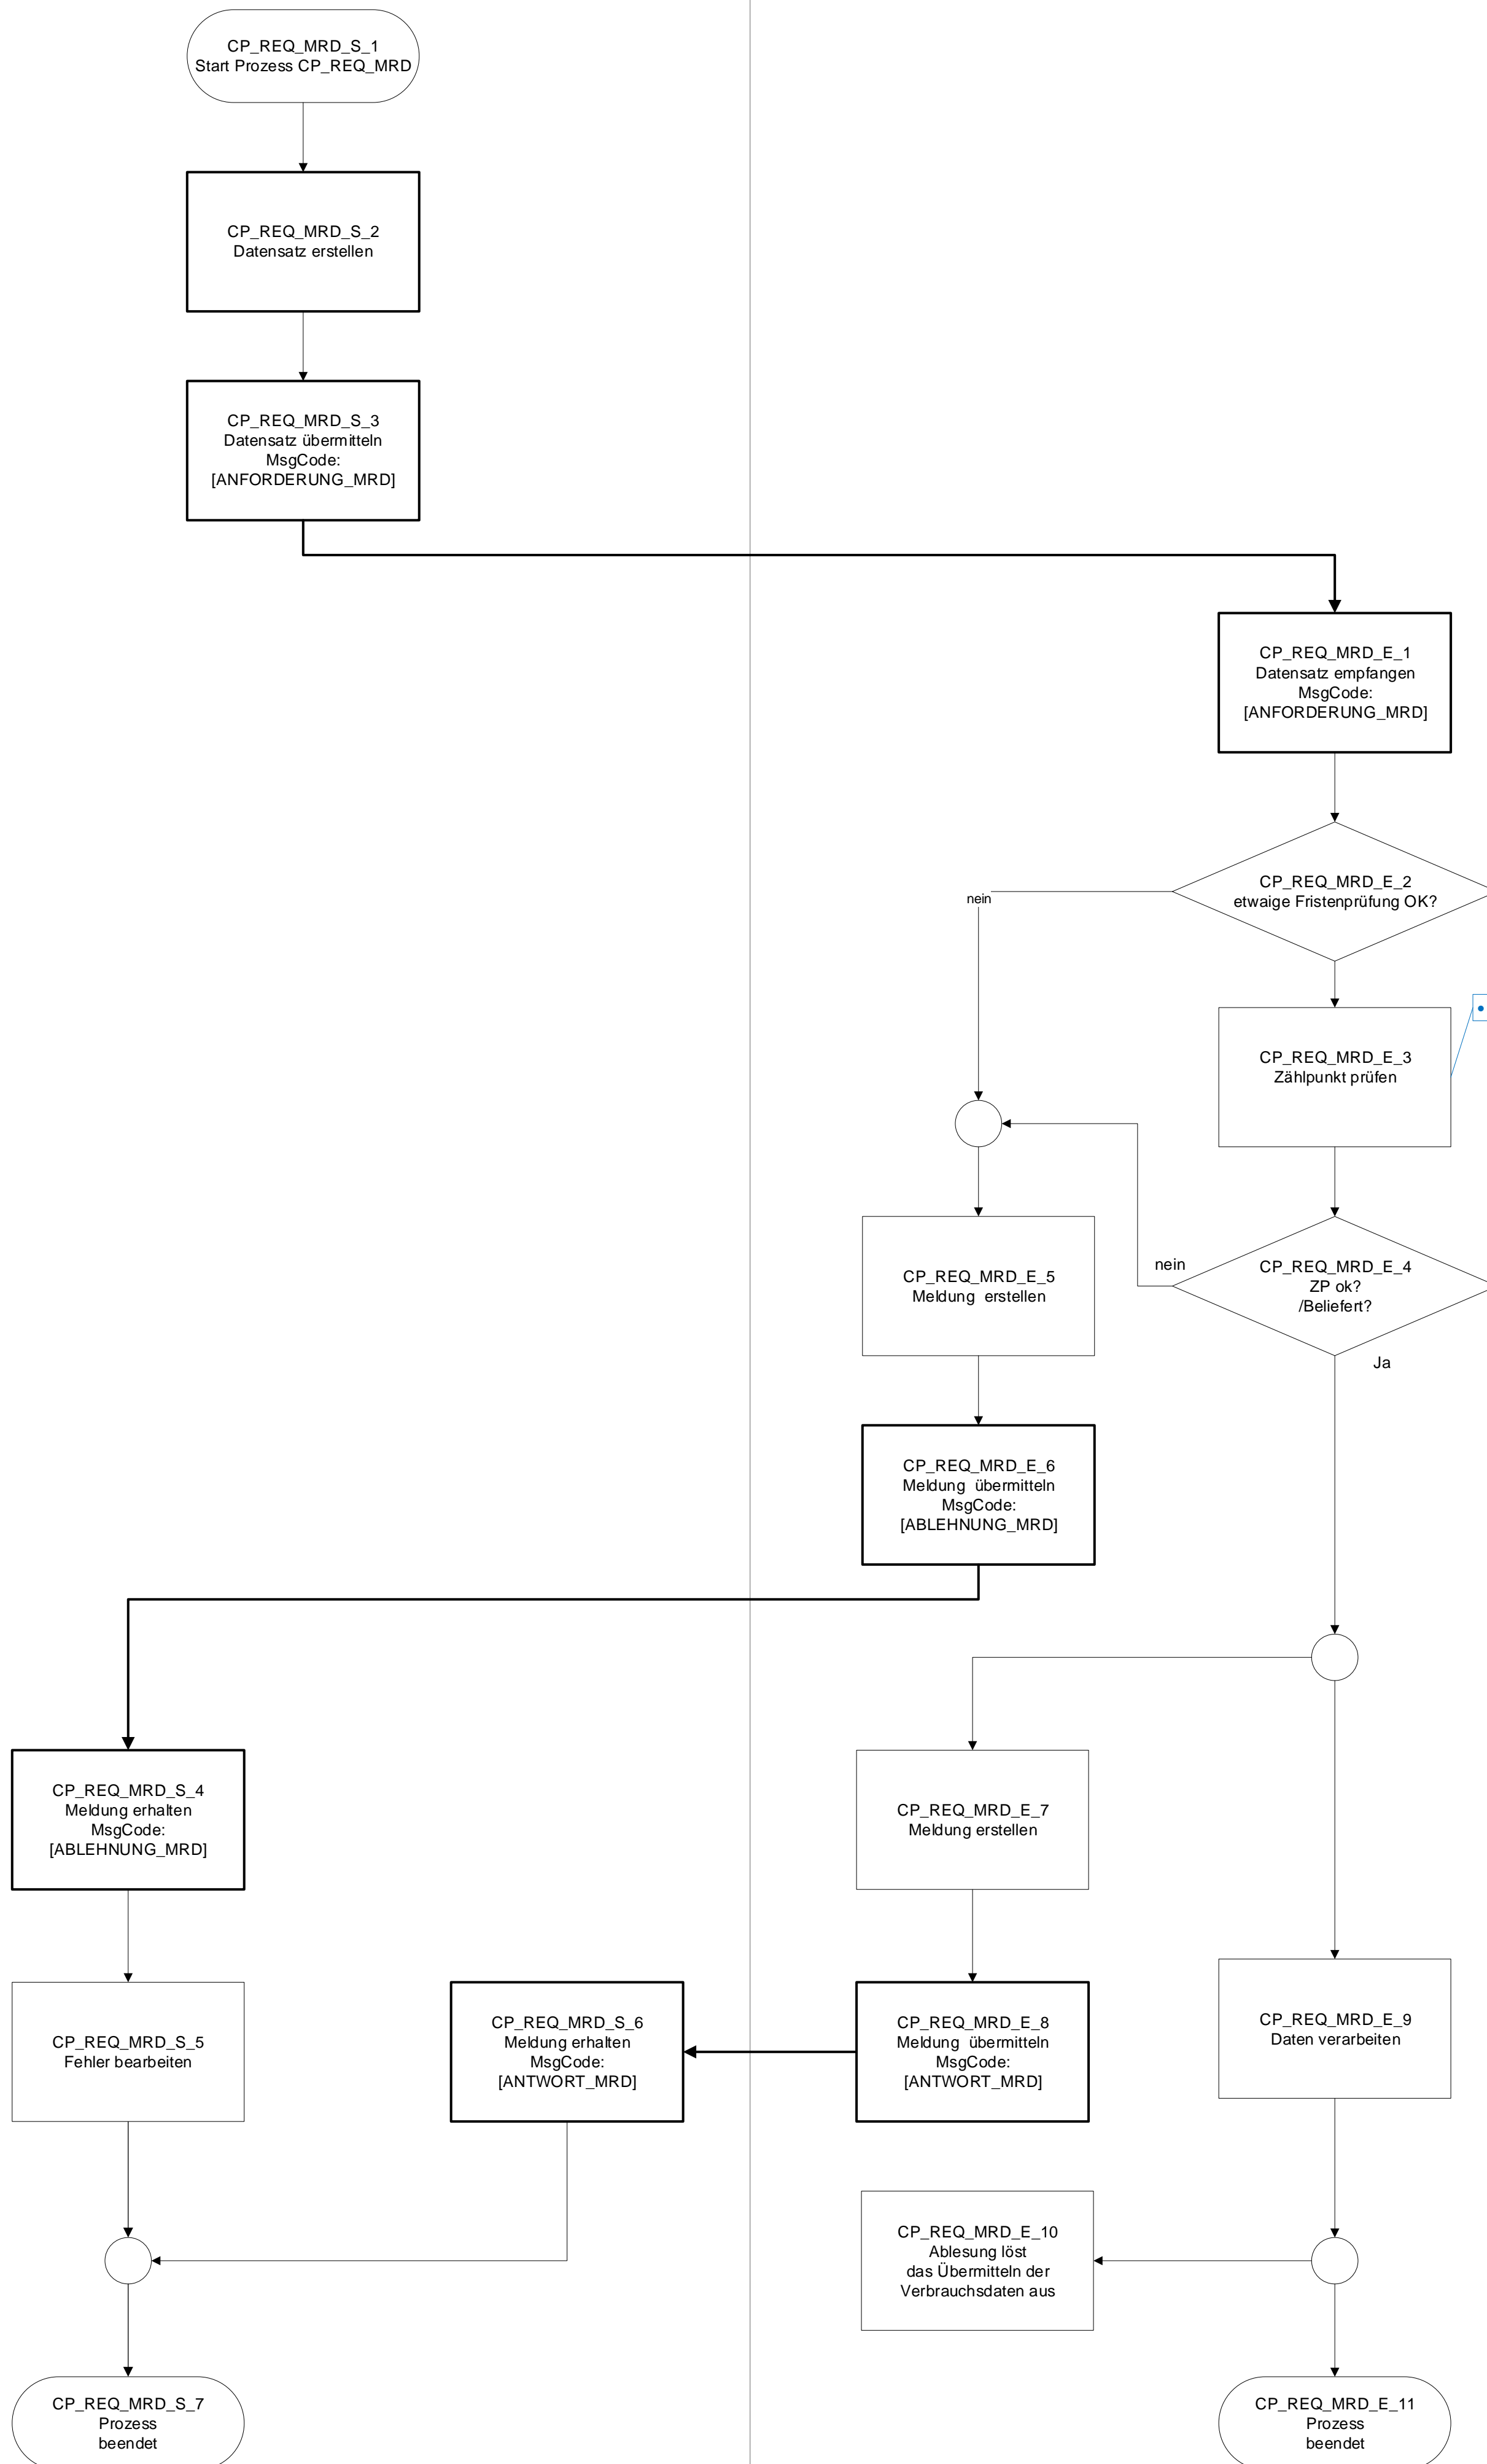 CP_REQ_MRD_S_1
Start Prozess CP_REQ_MRD
CP_REQ_MRD_S_2
Datensatz erstellen
CP_REQ_MRD_S_3
Datensatz übermitteln
MsgCode:
[ANFORDERUNG_MRD]
CP_REQ_MRD_E_1
Datensatz empfangen
MsgCode:
[ANFORDERUNG_MRD]
CP_REQ_MRD_E_2
etwaige Fristenprüfung OK?
nein
CP_REQ_MRD_E_3
Zählpunkt prüfen
CP_REQ_MRD_E_4
ZP ok?
/Beliefert?
nein
Ja
CP_REQ_MRD_E_5
Meldung erstellen
CP_REQ_MRD_E_6
Meldung übermitteln
MsgCode:
[ABLEHNUNG_MRD]
CP_REQ_MRD_S_4
Meldung erhalten
MsgCode:
[ABLEHNUNG_MRD]
CP_REQ_MRD_E_7
Meldung erstellen
CP_REQ_MRD_S_5
Fehler bearbeiten
CP_REQ_MRD_S_6
Meldung erhalten
MsgCode:
[ANTWORT_MRD]
CP_REQ_MRD_E_8
Meldung übermitteln
MsgCode:
[ANTWORT_MRD]
CP_REQ_MRD_E_9
Daten verarbeiten
CP_REQ_MRD_E_10
Ablesung löst
das Übermitteln der
Verbrauchsdaten aus
CP_REQ_MRD_S_7
Prozess
beendet
CP_REQ_MRD_E_11
Prozess
beendet